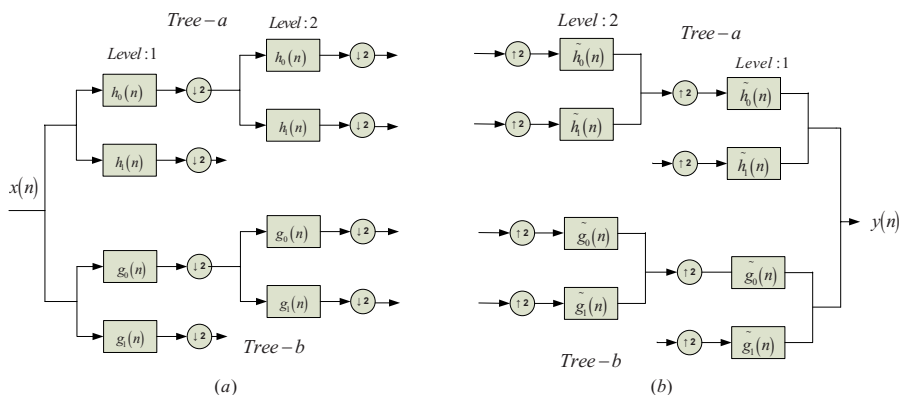 Tree-a
Level:2
Level:1
h₀(n) ↓2
h₀(n) ↓2
h₁(n) ↓2
h₁(n) ↓2
x(n)
g₀(n) ↓2
g₀(n) ↓2
g₁(n) ↓2
g₁(n) ↓2
Tree-b
(a)
Level:2
Tree-a
↑2 h̃₀(n)
Level:1
↑2 h̃₀(n)
↑2 h̃₁(n)
↑2 h̃₁(n)
y(n)
↑2 g̃₀(n)
↑2 g̃₀(n)
↑2 g̃₁(n)
↑2 g̃₁(n)
Tree-b
(b)